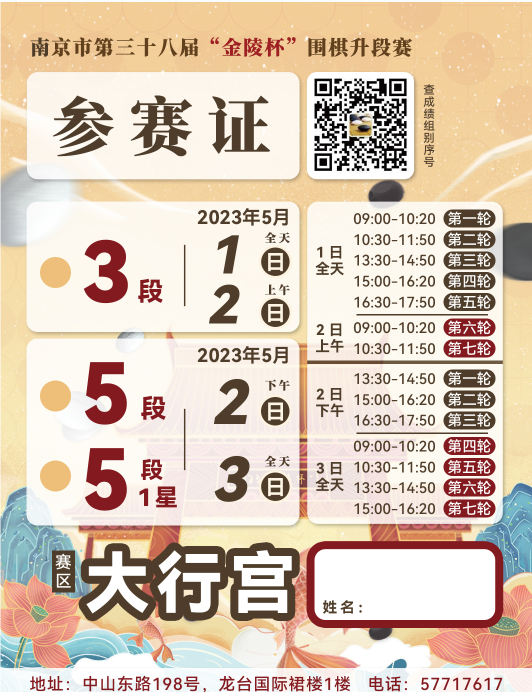 南京市第三十八届“金陵杯”围棋升段赛
参赛证
查成绩组别序号
3段
2023年5月
1日 全天
2日 上午
1日 全天
09:00-10:20 第一轮
10:30-11:50 第二轮
13:30-14:50 第三轮
15:00-16:20 第四轮
16:30-17:50 第五轮
2日 上午
09:00-10:20 第六轮
10:30-11:50 第七轮
5段
5段1星
2023年5月
2日 下午
3日 全天
2日 下午
13:30-14:50 第一轮
15:00-16:20 第二轮
16:30-17:50 第三轮
3日 全天
09:00-10:20 第四轮
10:30-11:50 第五轮
13:30-14:50 第六轮
15:00-16:20 第七轮
赛区 大行宫
姓名：
地址：中山东路198号，龙台国际裙楼1楼 电话：57717617